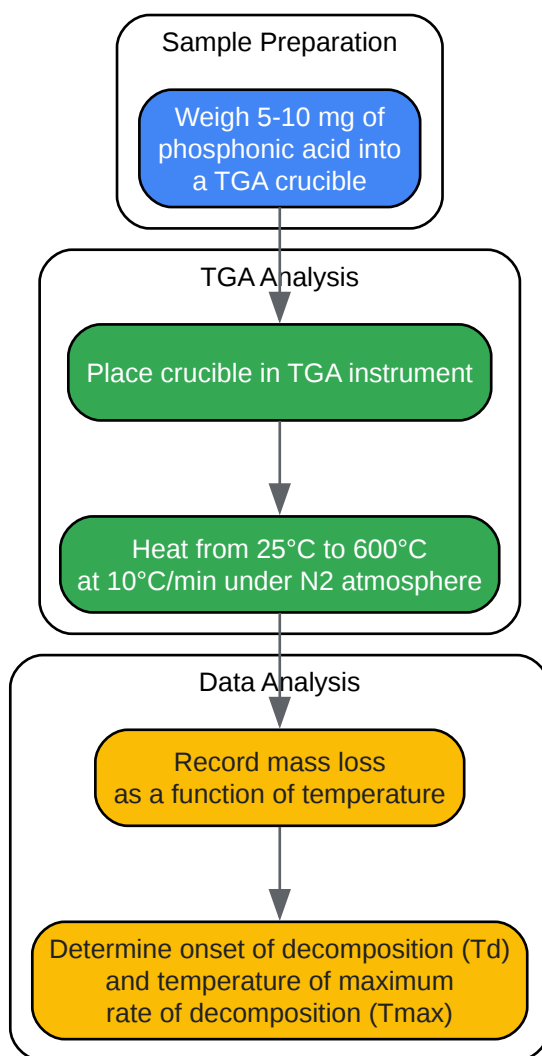 Sample Preparation
Weigh 5-10 mg of
phosphonic acid into
a TGA crucible
TGA Analysis
Place crucible in TGA instrument
Heat from 25°C to 600°C
at 10°C/min under N2 atmosphere
Data Analysis
Record mass loss
as a function of temperature
Determine onset of decomposition (Td)
and temperature of maximum
rate of decomposition (Tmax)